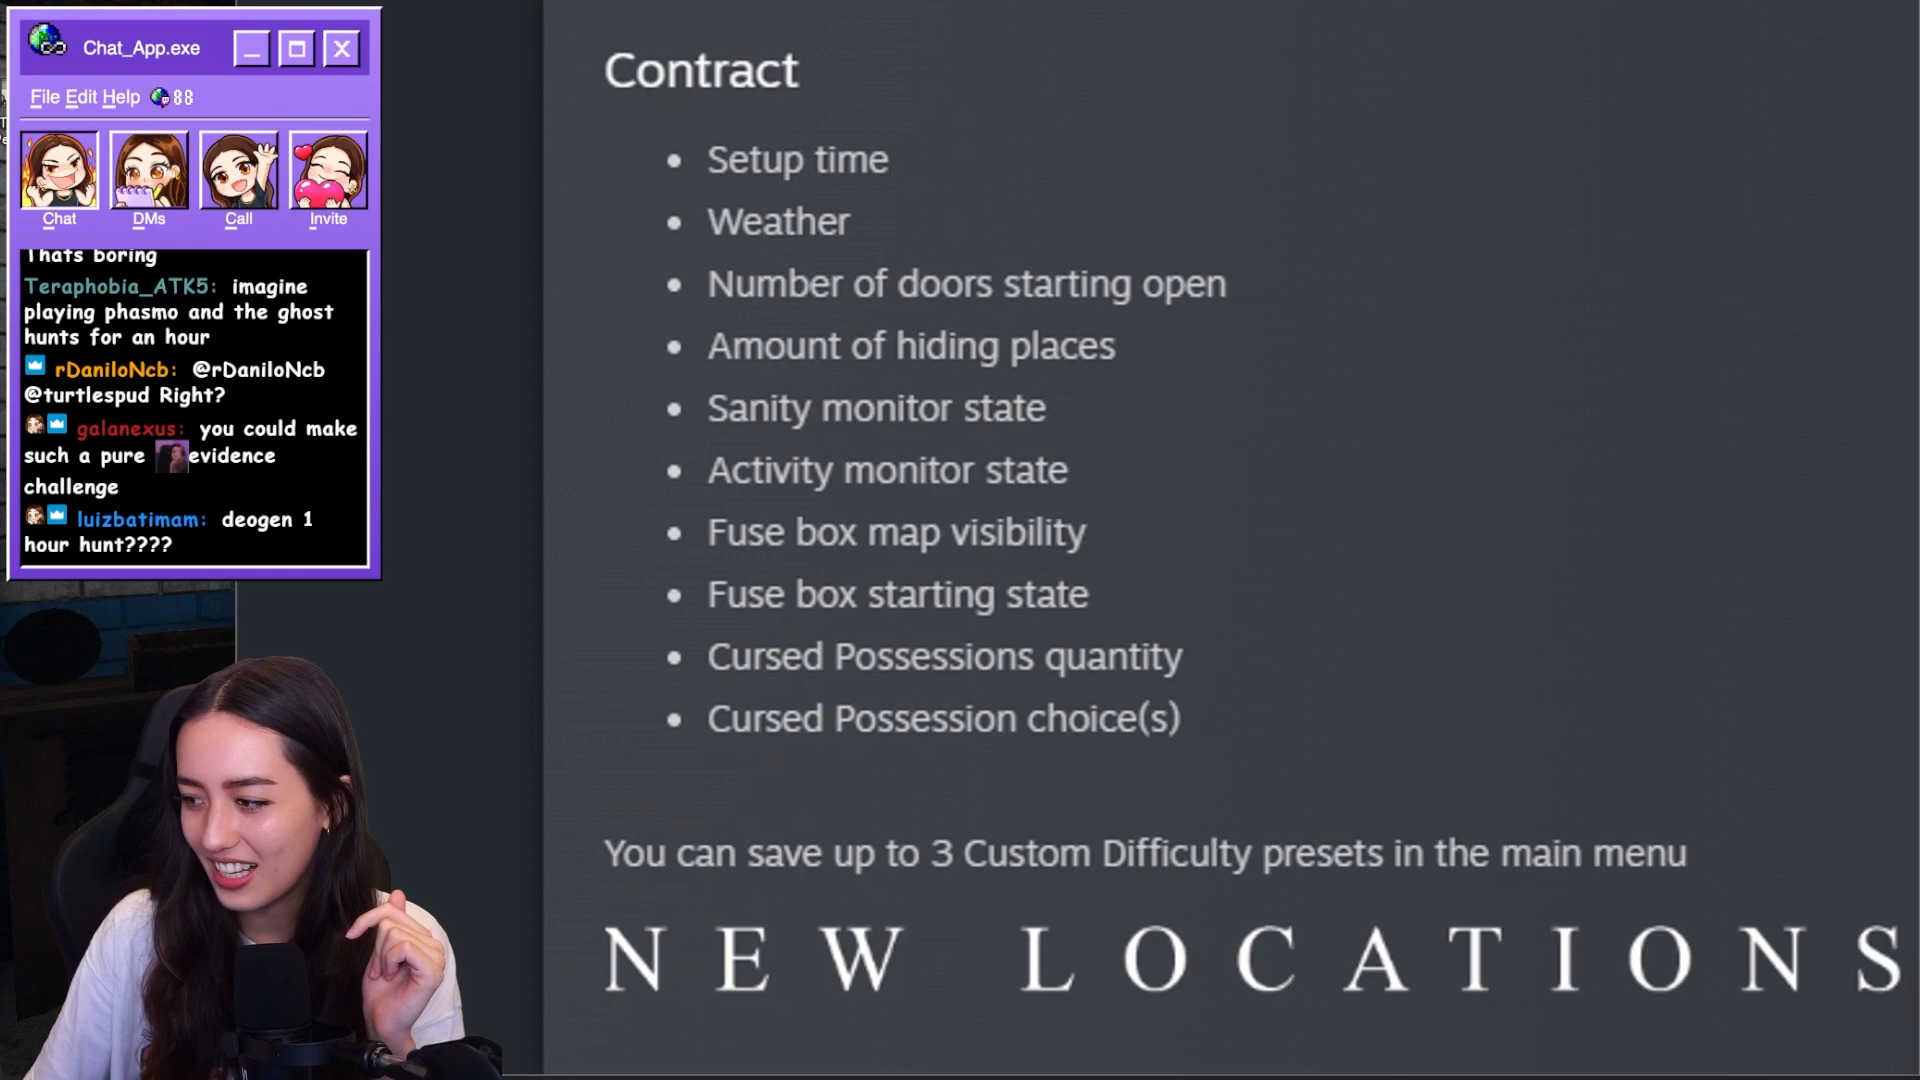 Chat_App.exe
File Edit Help 88
Chat DMs Call Invite
Thats boring
Teraphobia_ATK5: imagine
playing phasmo and the ghost
hunts for an hour
rDaniloNcb: @rDaniloNcb
@turtlespud Right?
galanexus: you could make
such a pure evidence
challenge
luizbatimam: deogen 1
hour hunt????
Contract
Setup time
Weather
Number of doors starting open
Amount of hiding places
Sanity monitor state
Activity monitor state
Fuse box map visibility
Fuse box starting state
Cursed Possessions quantity
Cursed Possession choice(s)
You can save up to 3 Custom Difficulty presets in the main menu
NEW LOCATIONS